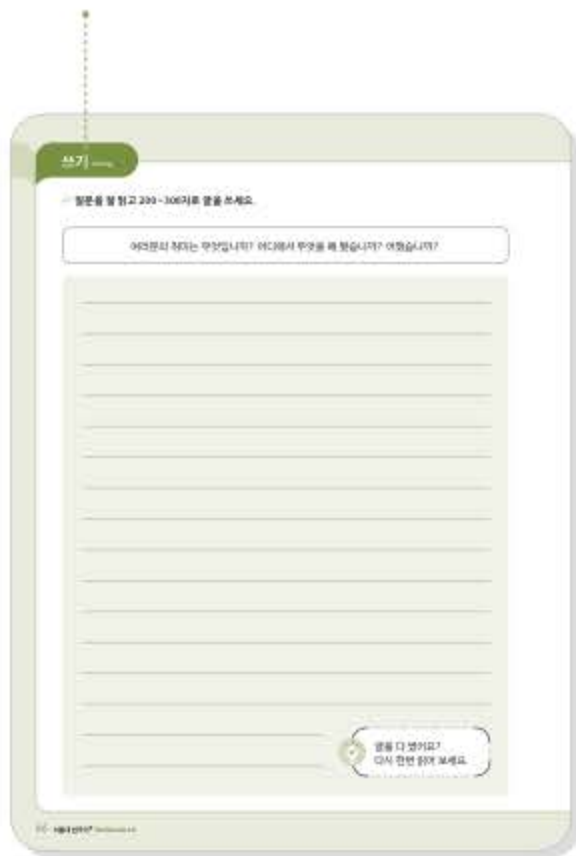 쓰기
질문을 잘 읽고 200~300자로 글을 쓰세요.
여러분의 취미는 무엇입니까? 어디에서 무엇을 해 봤습니까? 어땠습니까?
글을 다 썼어요?
다시 한번 읽어 보세요.